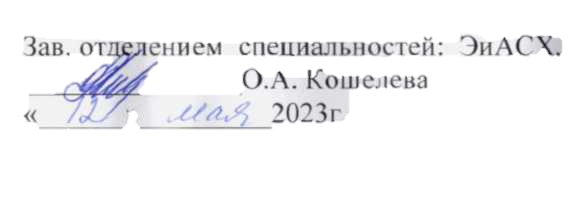 Зав. отделением специальностей: ЭиАСХ.
О.А. Кошелева
« 12 » мая 2023г